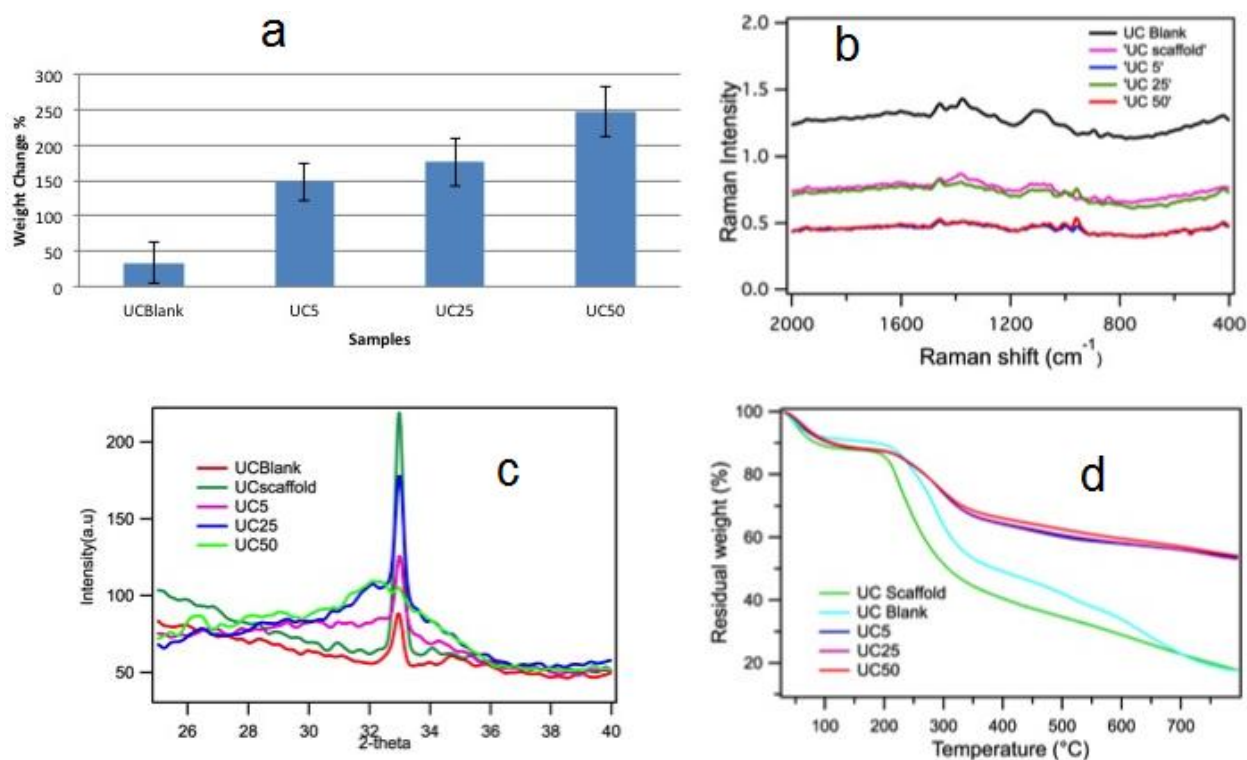 a
300
250
200
150
100
50
0
Weight Change %
UCBlank UC5 UC25 UC50
Samples
b
UC Blank
'UC scaffold'
'UC 5'
'UC 25'
'UC 50'
2.0
1.5
1.0
0.5
0.0
Raman Intensity
2000 1600 1200 800 400
Raman shift (cm⁻¹)
c
UCBlank
UCscaffold
UC5
UC25
UC50
200
150
100
50
Intensity(a.u)
26 28 30 32 34 36 38 40
2-theta
d
100
80
60
40
20
Residual weight (%)
UC Scaffold
UC Blank
UC5
UC25
UC50
100 200 300 400 500 600 700
Temperature (°C)